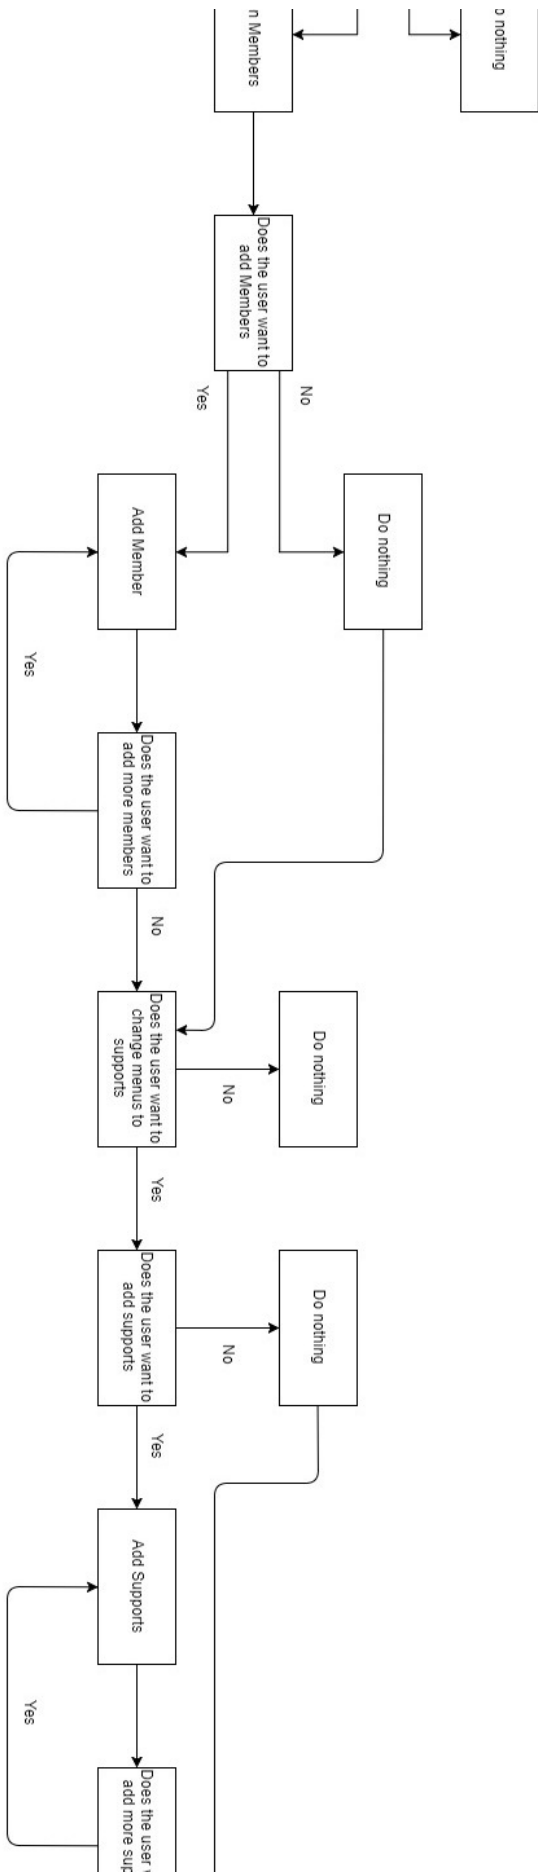 n Members
nothing
Does the user want to
add Members
No
Yes
Do nothing
Add Member
Yes
Does the user want to
add more members
No
Does the user want to
change menus to
supports
Do nothing
No
Yes
Does the user want to
add supports
Do nothing
No
Yes
Add Supports
Yes
Does the user
add more